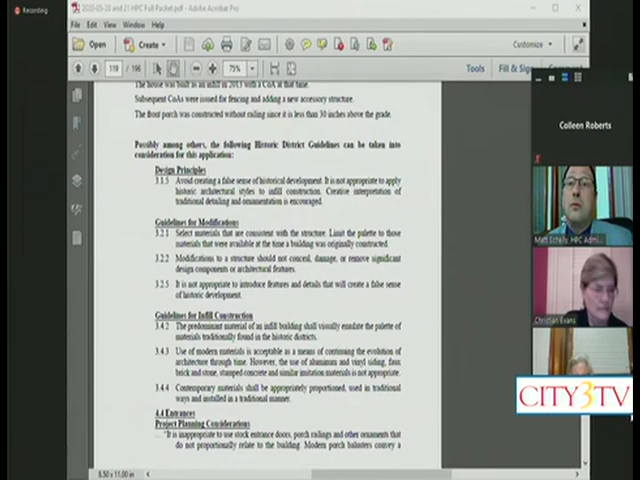 Recording
2020-05-20 and 21 HPC Full Packet.pdf - Adobe Acrobat Pro
File Edit View Window Help
Open Create Customize
119 / 196 75% Tools Fill & Sign
The house was built as an infill in 2013 with a CoA at that time.
Subsequent CoAs were issued for fencing and adding a new accessory structure.
The front porch was constructed without railing since it is less than 30 inches above the grade.
Possibly among others, the following Historic District Guidelines can be taken into
consideration for this application:
Design Principles
3.1.5 Avoid creating a false sense of historical development. It is not appropriate to apply
historic architectural styles to infill construction. Creative interpretation of
traditional detailing and ornamentation is encouraged.
Guidelines for Modifications
3.2.1 Select materials that are consistent with the structure. Limit the palette to those
materials that were available at the time a building was originally constructed.
3.2.2 Modifications to a structure should not conceal, damage, or remove significant
design components or architectural features.
3.2.5 It is not appropriate to introduce features and details that will create a false sense
of historic development.
Guidelines for Infill Construction
3.4.2 The predominant material of an infill building shall visually emulate the palette of
materials traditionally found in the historic districts.
3.4.3 Use of modern materials is acceptable as a means of continuing the evolution of
architecture through time. However, the use of aluminum and vinyl siding, faux
brick and stone, stamped concrete and similar imitation materials is not appropriate.
3.4.4 Contemporary materials shall be appropriately proportioned, used in traditional
ways and installed in a traditional manner.
4.4 Entrances
Project Planning Considerations
... "It is inappropriate to use stock entrance doors, porch railings and other ornaments that
do not proportionally relate to the building. Modern porch balusters convey a
8.50 x 11.00 in
Colleen Roberts
Matt Schelly, HPC Admi...
Christian Evans
CITY3TV